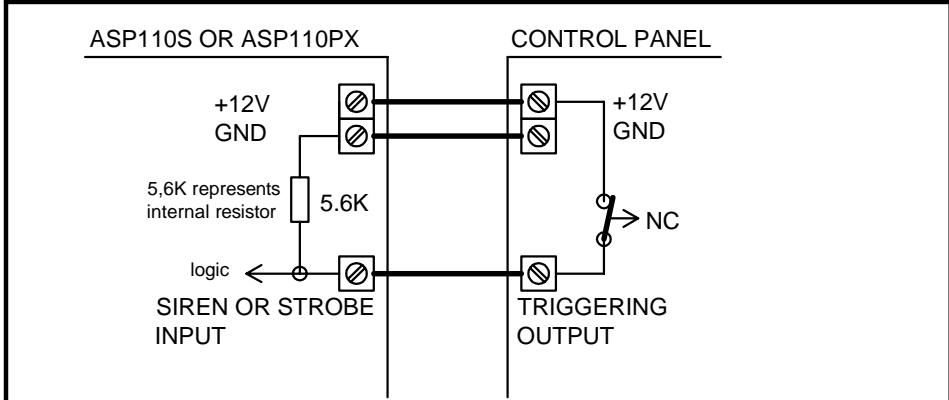 ASP110S OR ASP110PX
CONTROL PANEL
+12V
GND
+12V
GND
5,6K represents
internal resistor
5.6K
NC
logic
SIREN OR STROBE
INPUT
TRIGGERING
OUTPUT